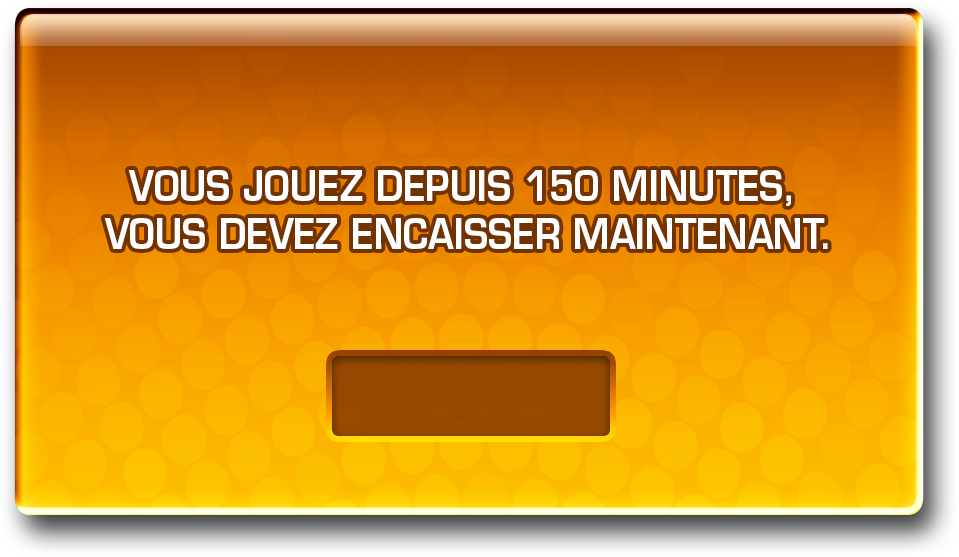 VOUS JOUEZ DEPUIS 150 MINUTES,
VOUS DEVEZ ENCAISSER MAINTENANT.